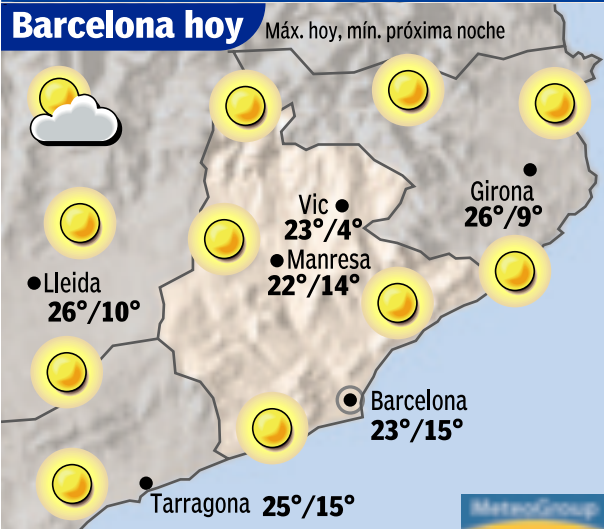 Barcelona hoy
Máx. hoy, mín. próxima noche
Girona
26°/9°
Vic
23°/4°
Manresa
22°/14°
Lleida
26°/10°
Barcelona
23°/15°
Tarragona 25°/15°
MeteoGroup